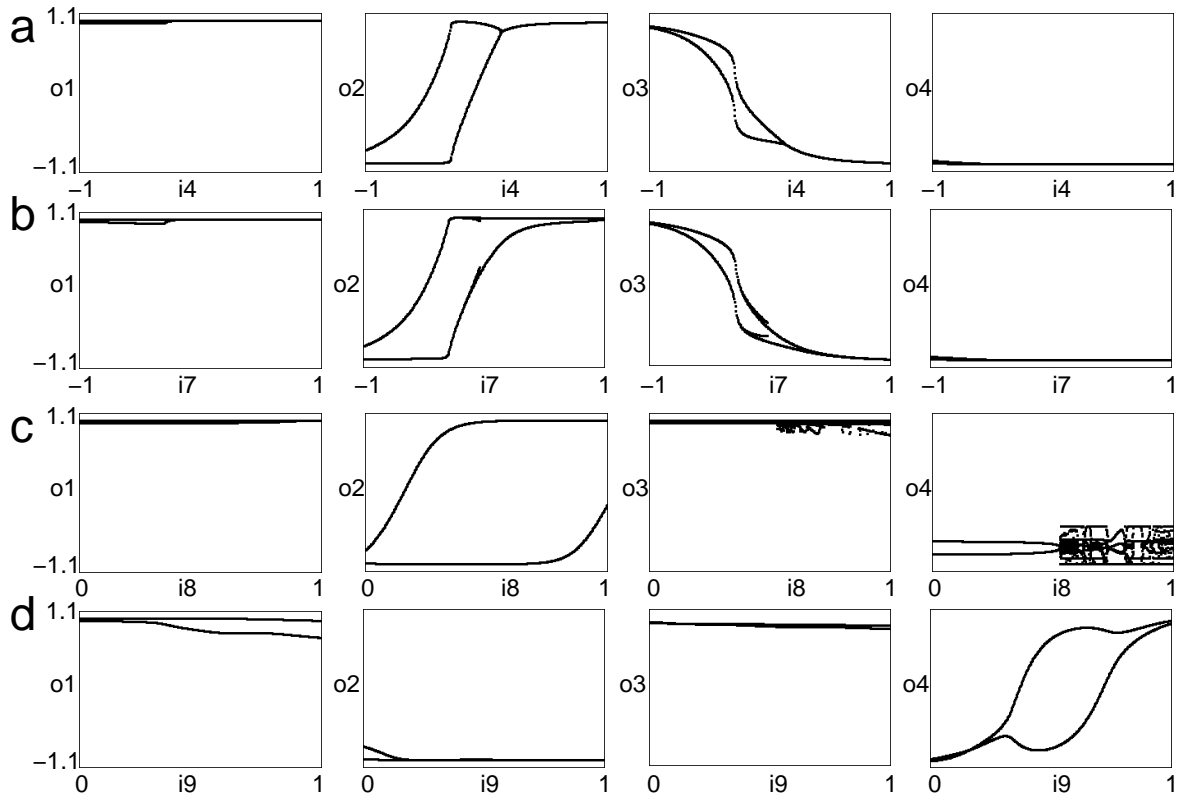 a
1.1
o1
−1.1
−1 i4 1
o2
−1 i4 1
o3
−1 i4 1
o4
−1 i4 1
b
1.1
o1
−1.1
−1 i7 1
o2
−1 i7 1
o3
−1 i7 1
o4
−1 i7 1
c
1.1
o1
−1.1
0 i8 1
o2
0 i8 1
o3
0 i8 1
o4
0 i8 1
d
1.1
o1
−1.1
0 i9 1
o2
0 i9 1
o3
0 i9 1
o4
0 i9 1